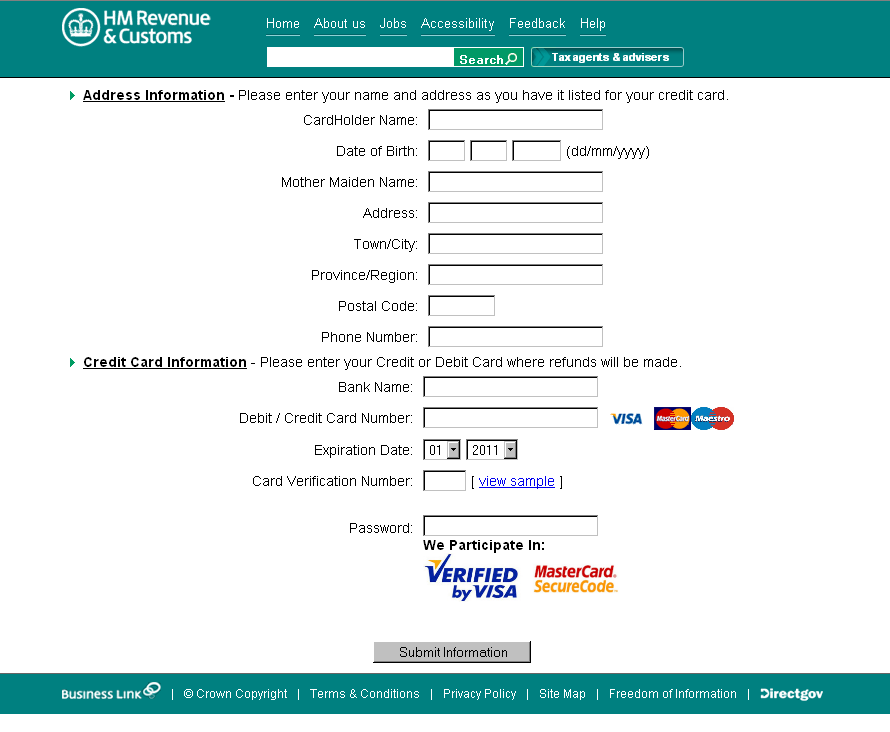 HM Revenue
& Customs
Home About us Jobs Accessibility Feedback Help
Search Tax agents & advisers
Address Information - Please enter your name and address as you have it listed for your credit card.
CardHolder Name:
Date of Birth: (dd/mm/yyyy)
Mother Maiden Name:
Address:
Town/City:
Province/Region:
Postal Code:
Phone Number:
Credit Card Information - Please enter your Credit or Debit Card where refunds will be made.
Bank Name:
Debit / Credit Card Number: VISA MasterCard Maestro
Expiration Date: 01 2011
Card Verification Number: [ view sample ]
Password:
We Participate In:
VERIFIED by VISA
MasterCard. SecureCode.
Submit Information
Business Link | © Crown Copyright | Terms & Conditions | Privacy Policy | Site Map | Freedom of Information | Directgov